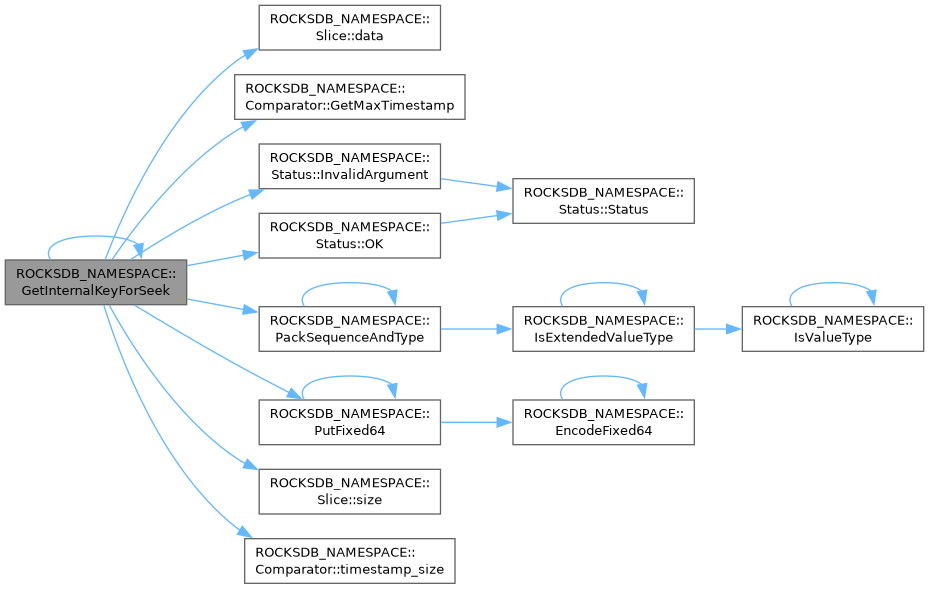 ROCKSDB_NAMESPACE::
Slice::data
ROCKSDB_NAMESPACE::
Comparator::GetMaxTimestamp
ROCKSDB_NAMESPACE::
Status::InvalidArgument
ROCKSDB_NAMESPACE::
Status::Status
ROCKSDB_NAMESPACE::
Status::OK
ROCKSDB_NAMESPACE::
GetInternalKeyForSeek
ROCKSDB_NAMESPACE::
PackSequenceAndType
ROCKSDB_NAMESPACE::
IsExtendedValueType
ROCKSDB_NAMESPACE::
IsValueType
ROCKSDB_NAMESPACE::
PutFixed64
ROCKSDB_NAMESPACE::
EncodeFixed64
ROCKSDB_NAMESPACE::
Slice::size
ROCKSDB_NAMESPACE::
Comparator::timestamp_size